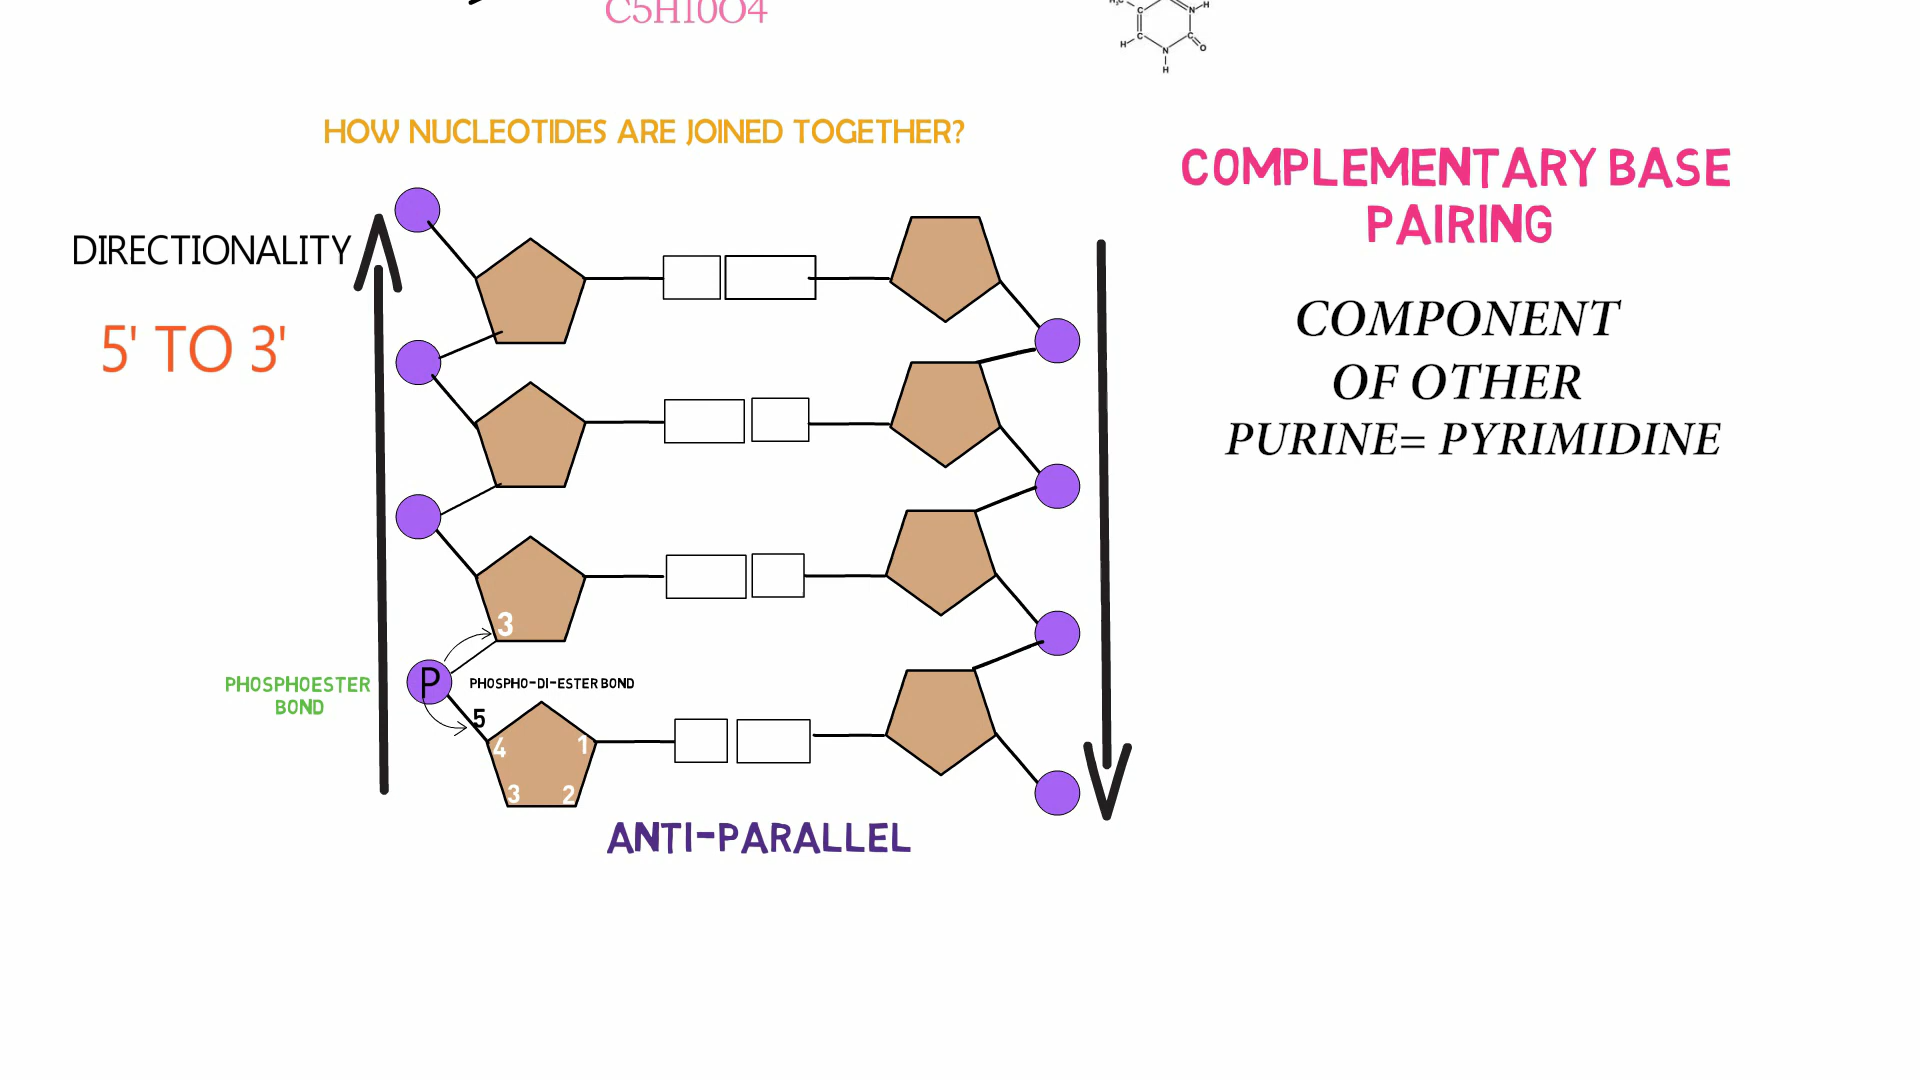 C5H10O4
H₃C
C
N
H
H
C
C
O
N
H
HOW NUCLEOTIDES ARE JOINED TOGETHER?
COMPLEMENTARY BASE
PAIRING
DIRECTIONALITY
5' TO 3'
COMPONENT
OF OTHER
PURINE= PYRIMIDINE
3
PHOSPHOESTER
BOND
P
PHOSPHO-DI-ESTER BOND
5
4
1
3
2
ANTI-PARALLEL